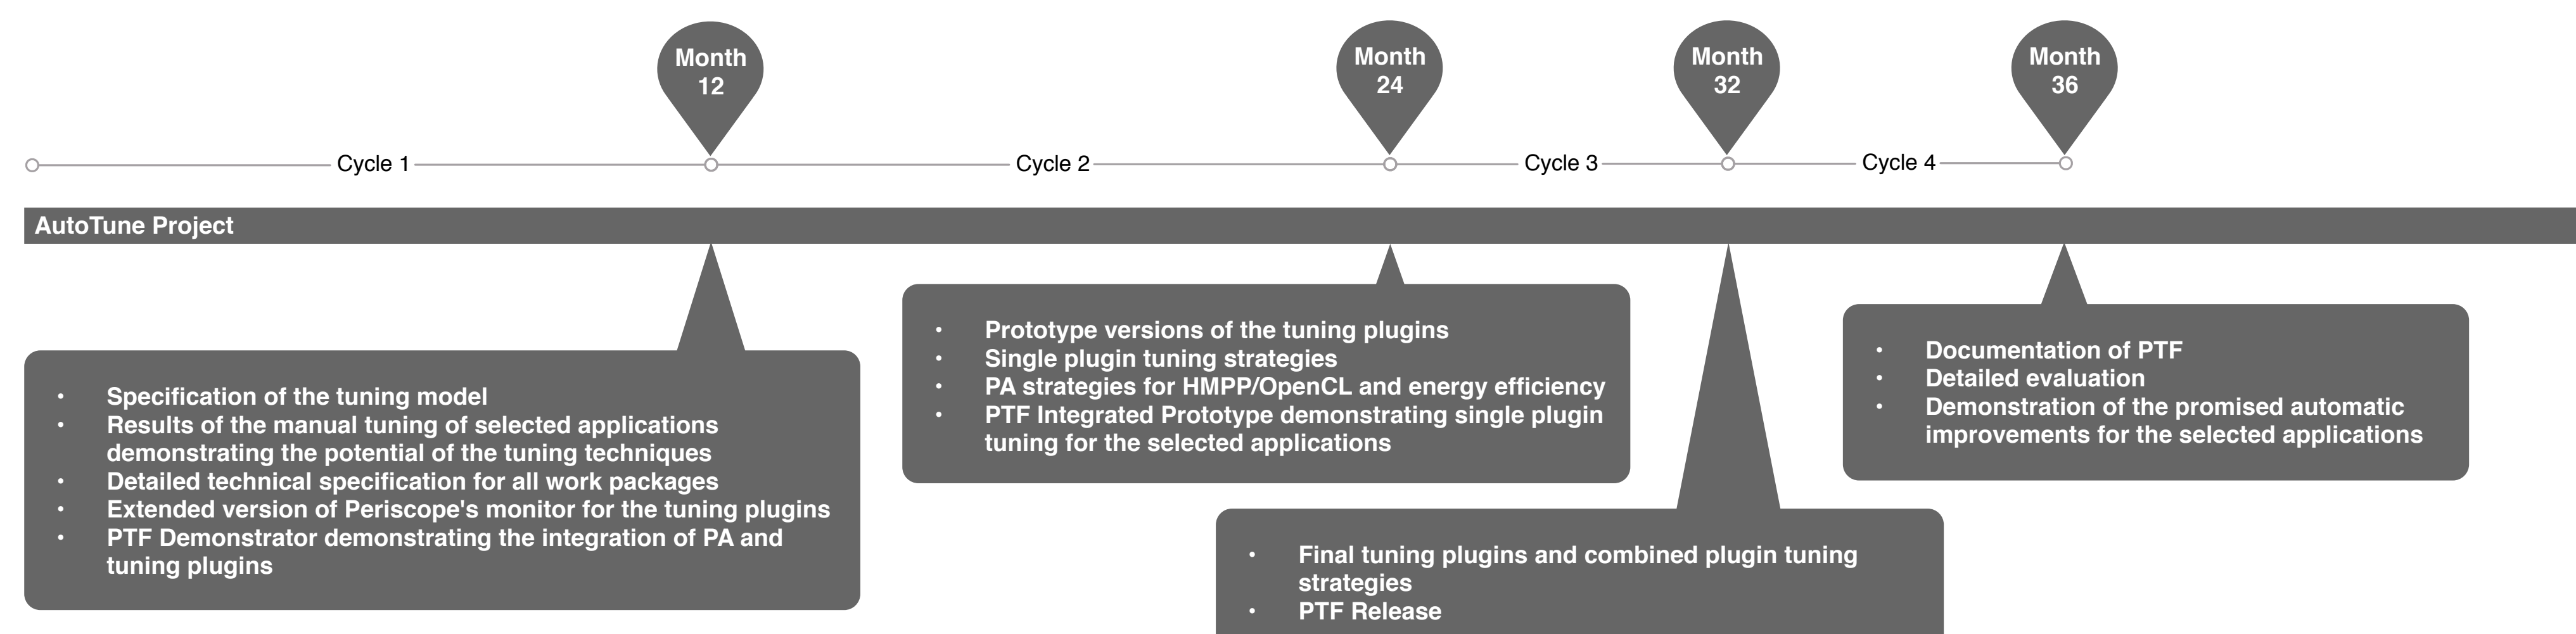 Month
12
Month
24
Month
32
Month
36
Cycle 1
Cycle 2
Cycle 3
Cycle 4
AutoTune Project
• Specification of the tuning model
• Results of the manual tuning of selected applications
demonstrating the potential of the tuning techniques
• Detailed technical specification for all work packages
• Extended version of Periscope's monitor for the tuning plugins
• PTF Demonstrator demonstrating the integration of PA and
tuning plugins
• Prototype versions of the tuning plugins
• Single plugin tuning strategies
• PA strategies for HMPP/OpenCL and energy efficiency
• PTF Integrated Prototype demonstrating single plugin
tuning for the selected applications
• Final tuning plugins and combined plugin tuning
strategies
• PTF Release
• Documentation of PTF
• Detailed evaluation
• Demonstration of the promised automatic
improvements for the selected applications